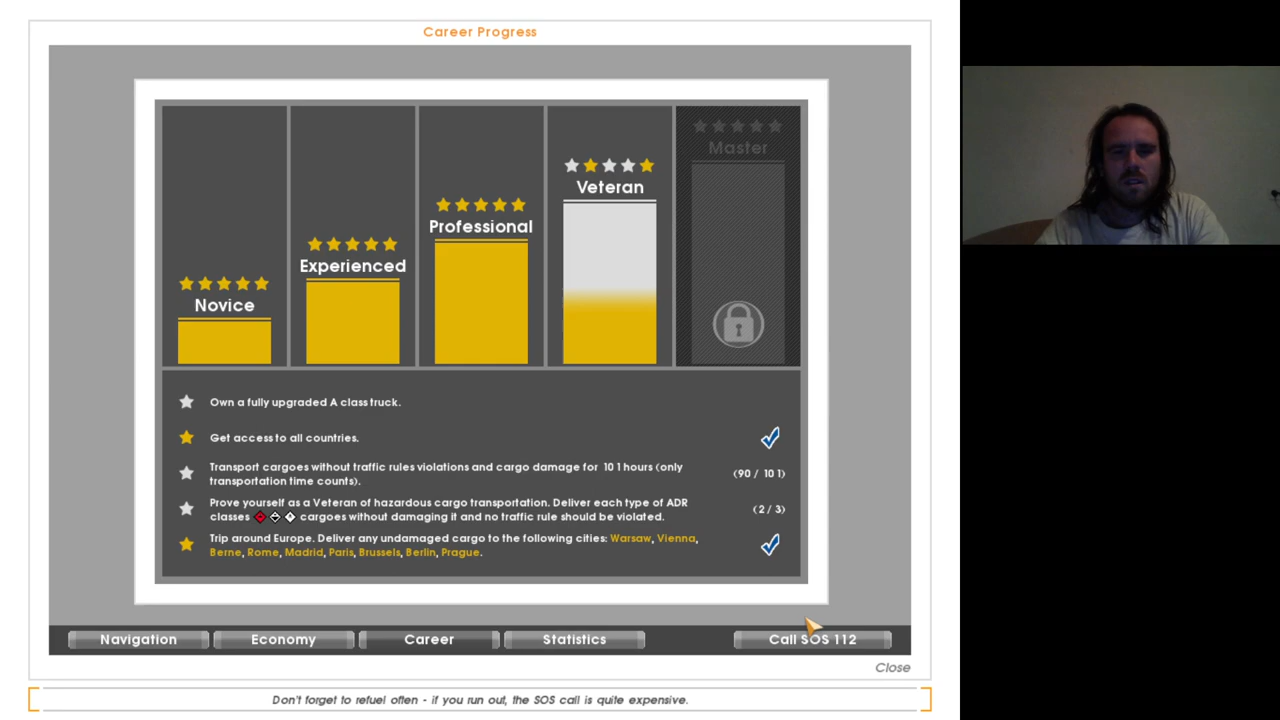 Career Progress
Master
Veteran
Professional
Experienced
Novice
Own a fully upgraded A class truck.
Get access to all countries.
Transport cargoes without traffic rules violations and cargo damage for 101 hours (only
transportation time counts).
(90 / 101)
Prove yourself as a Veteran of hazardous cargo transportation. Deliver each type of ADR
classes cargoes without damaging it and no traffic rule should be violated.
(2 / 3)
Trip around Europe. Deliver any undamaged cargo to the following cities: Warsaw, Vienna,
Berne, Rome, Madrid, Paris, Brussels, Berlin, Prague.
Navigation
Economy
Career
Statistics
Call SOS 112
Close
Don't forget to refuel often - if you run out, the SOS call is quite expensive.